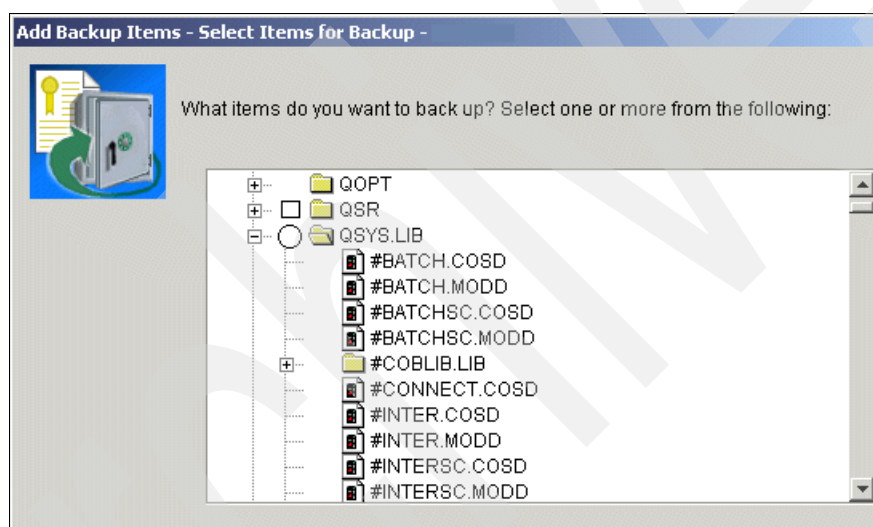 Add Backup Items - Select Items for Backup -
What items do you want to back up? Select one or more from the following:
QOPT
QSR
QSYS.LIB
#BATCH.COSD
#BATCH.MODD
#BATCHSC.COSD
#BATCHSC.MODD
#COBLIB.LIB
#CONNECT.COSD
#INTER.COSD
#INTER.MODD
#INTERSC.COSD
#INTERSC.MODD